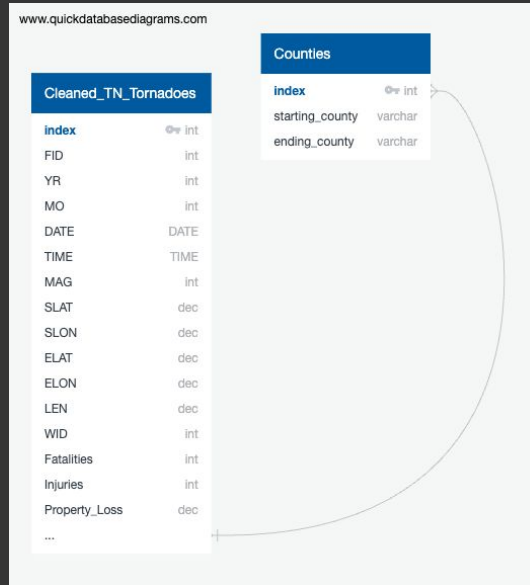 www.quickdatabasediagrams.com
Cleaned_TN_Tornadoes
index int
FID int
YR int
MO int
DATE DATE
TIME TIME
MAG int
SLAT dec
SLON dec
ELAT dec
ELON dec
LEN dec
WID int
Fatalities int
Injuries int
Property_Loss dec
...
Counties
index int
starting_county varchar
ending_county varchar